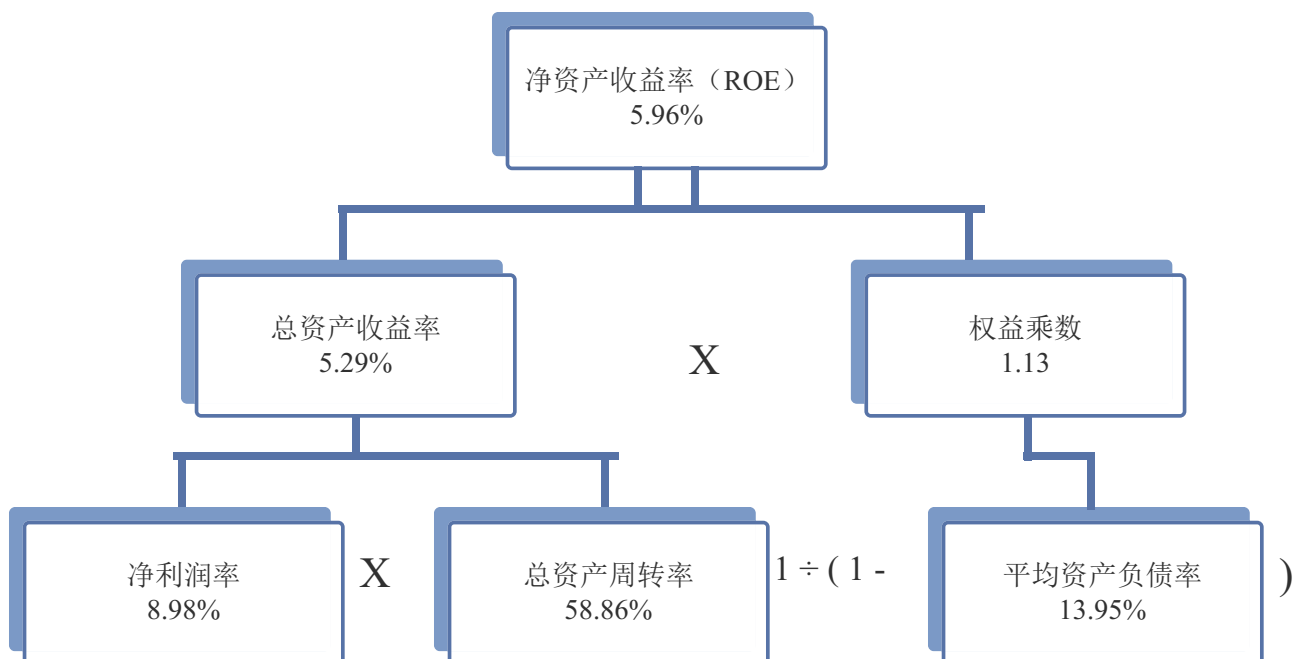 净资产收益率（ROE）
5.96%
总资产收益率
5.29%
X
权益乘数
1.13
净利润率
8.98%
X
总资产周转率
58.86%
1 ÷ ( 1 -
平均资产负债率
13.95%
)